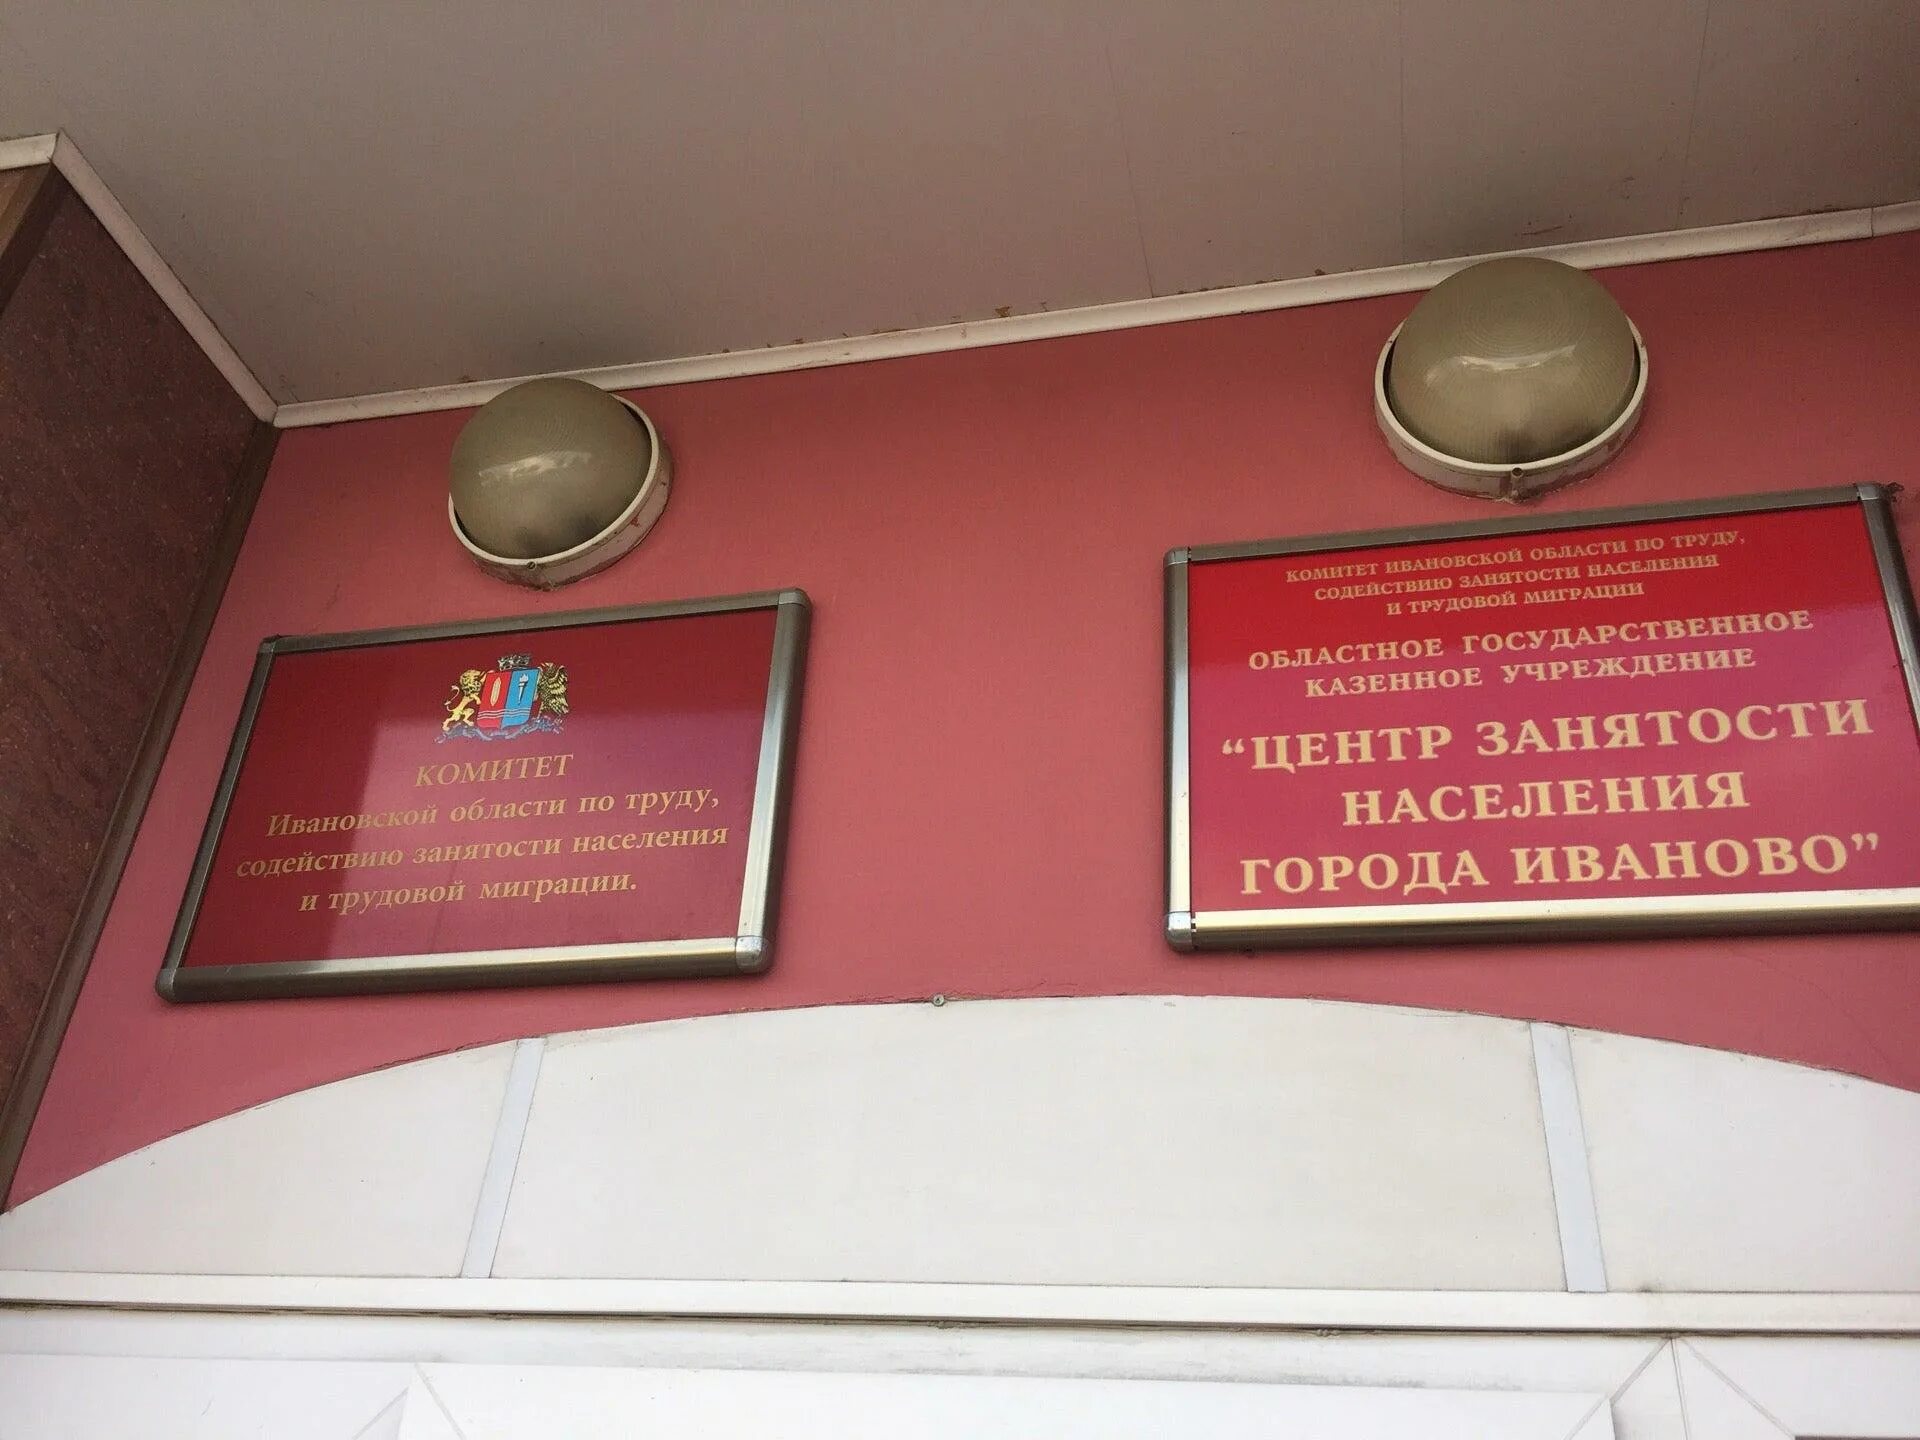 КОМИТЕТ
Ивановской области по труду,
содействию занятости населения
и трудовой миграции.
КОМИТЕТ ИВАНОВСКОЙ ОБЛАСТИ ПО ТРУДУ,
СОДЕЙСТВИЮ ЗАНЯТОСТИ НАСЕЛЕНИЯ
И ТРУДОВОЙ МИГРАЦИИ
ОБЛАСТНОЕ ГОСУДАРСТВЕННОЕ
КАЗЕННОЕ УЧРЕЖДЕНИЕ
“ЦЕНТР ЗАНЯТОСТИ
НАСЕЛЕНИЯ
ГОРОДА ИВАНОВО”